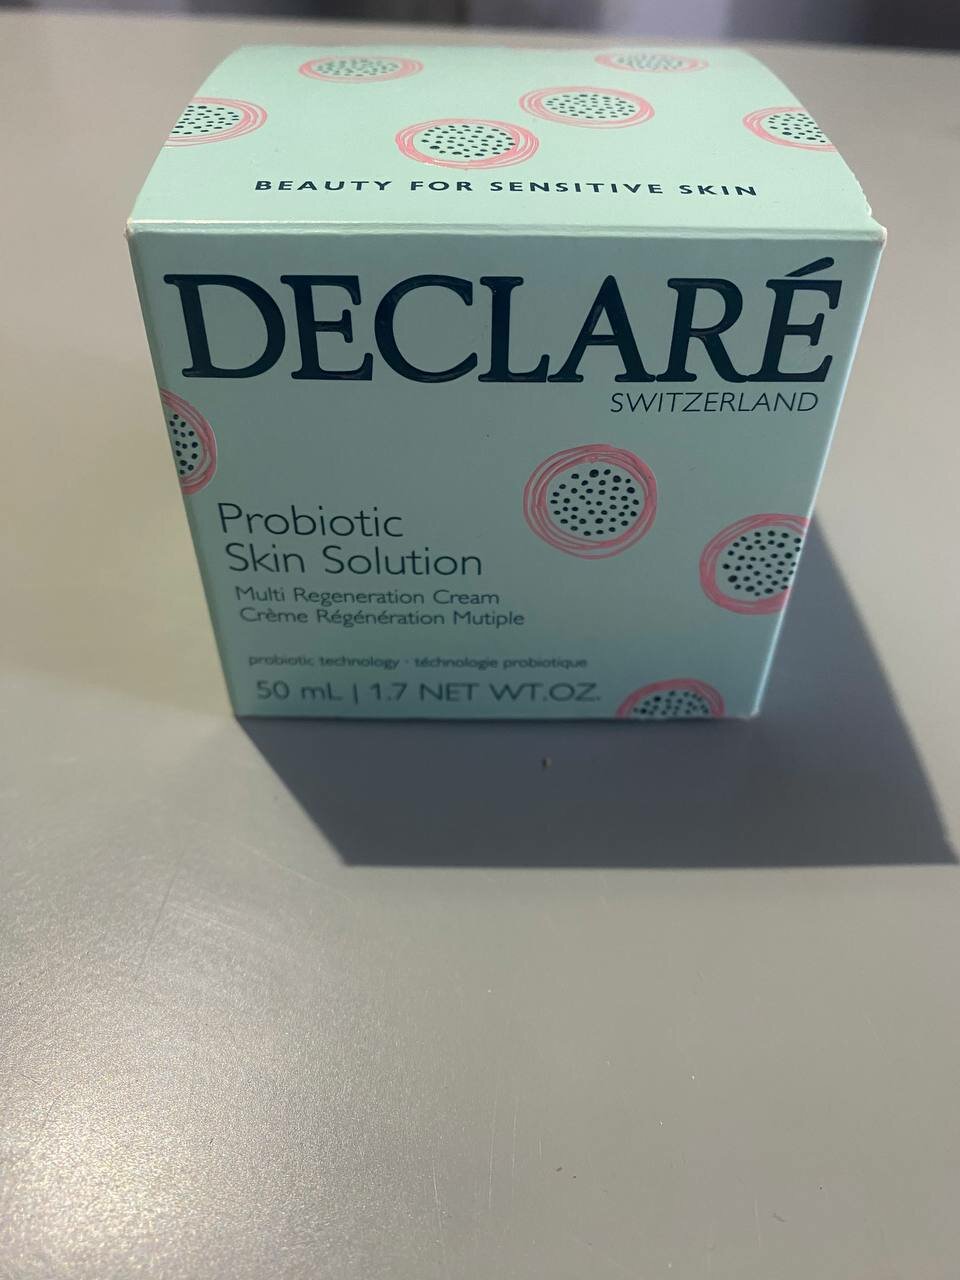 BEAUTY FOR SENSITIVE SKIN
DECLARÉ
SWITZERLAND
Probiotic
Skin Solution
Multi Regeneration Cream
Crème Régénération Mutiple
probiotic technology · téchnologie probiotique
50 mL | 1.7 NET WT.OZ.